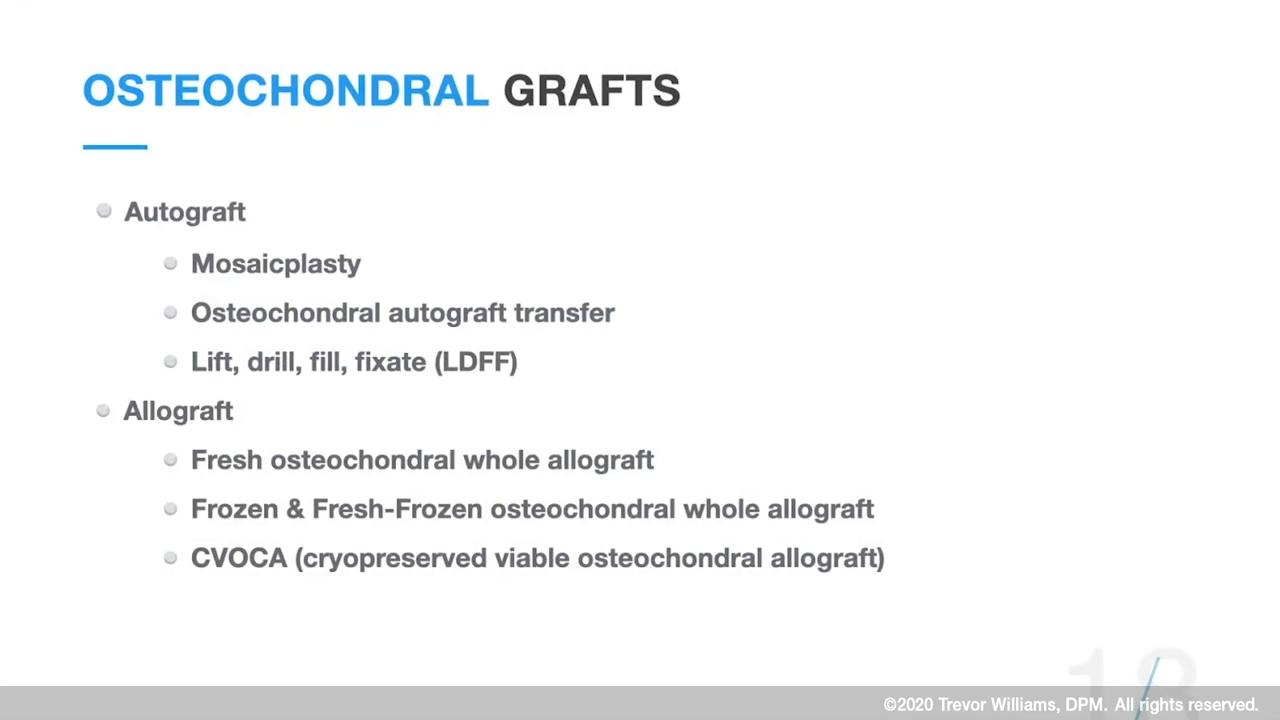 OSTEOCHONDRAL GRAFTS
Autograft
Mosaicplasty
Osteochondral autograft transfer
Lift, drill, fill, fixate (LDFF)
Allograft
Fresh osteochondral whole allograft
Frozen & Fresh-Frozen osteochondral whole allograft
CVOCA (cryopreserved viable osteochondral allograft)
©2020 Trevor Williams, DPM. All rights reserved.